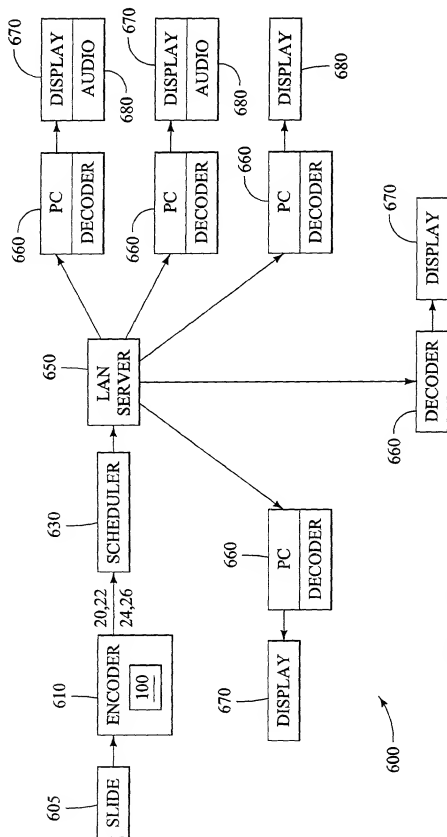 605
SLIDE
610
ENCODER
100
20,22
24,26
630
SCHEDULER
650
LAN
SERVER
660
PC
DECODER
670
DISPLAY
AUDIO
680
660
PC
DECODER
670
DISPLAY
AUDIO
680
660
PC
DECODER
DISPLAY
680
660
DECODER
670
DISPLAY
660
PC
DECODER
670
DISPLAY
600